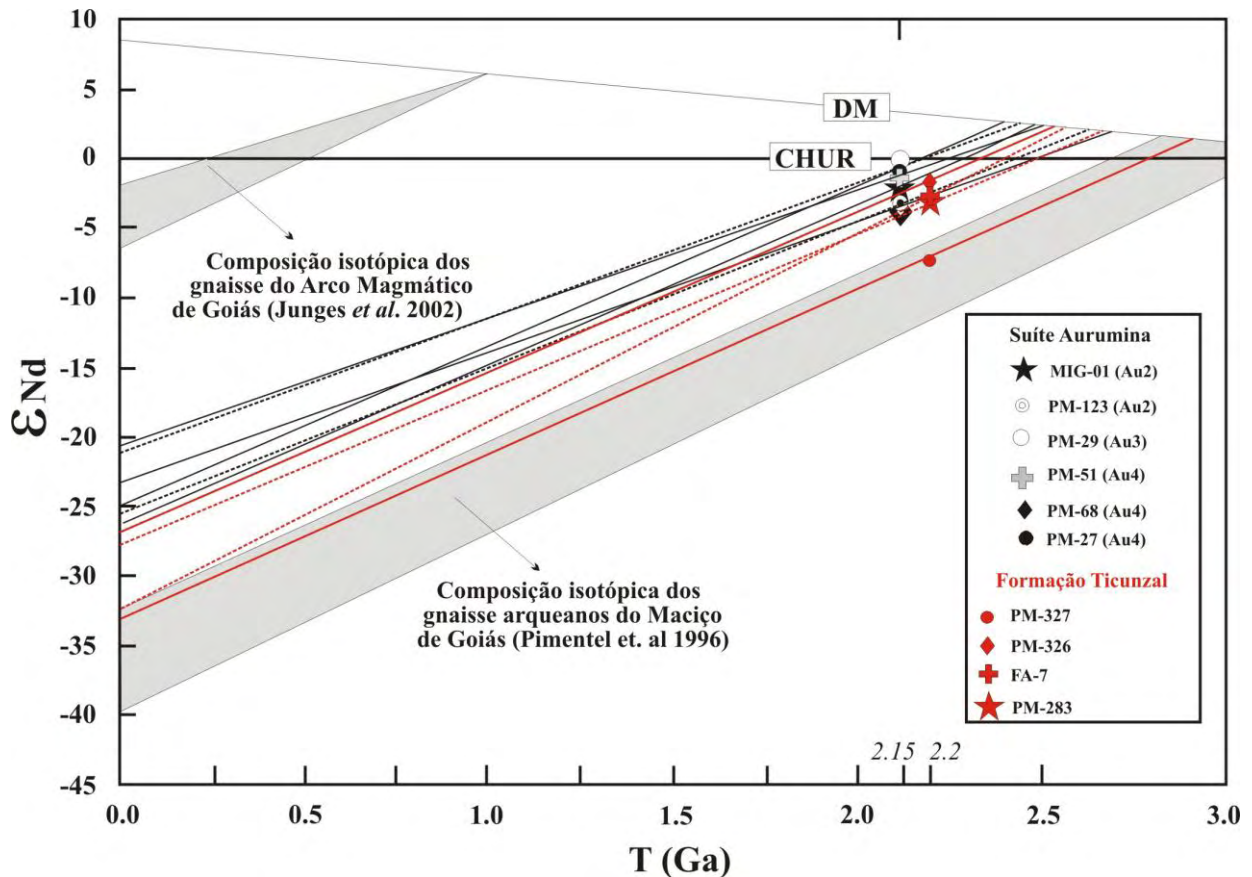 10
5
0
-5
-10
-15
-20
-25
-30
-35
-40
-45
εNd
DM
CHUR
Composição isotópica dos
gnaisse do Arco Magmático
de Goiás (Junges et al. 2002)
Composição isotópica dos
gnaisse arqueanos do Maciço
de Goiás (Pimentel et. al 1996)
Suíte Aurumina
MIG-01 (Au2)
PM-123 (Au2)
PM-29 (Au3)
PM-51 (Au4)
PM-68 (Au4)
PM-27 (Au4)
Formação Ticunzal
PM-327
PM-326
FA-7
PM-283
2.15 2.2
0.0 0.5 1.0 1.5 2.0 2.5 3.0
T (Ga)